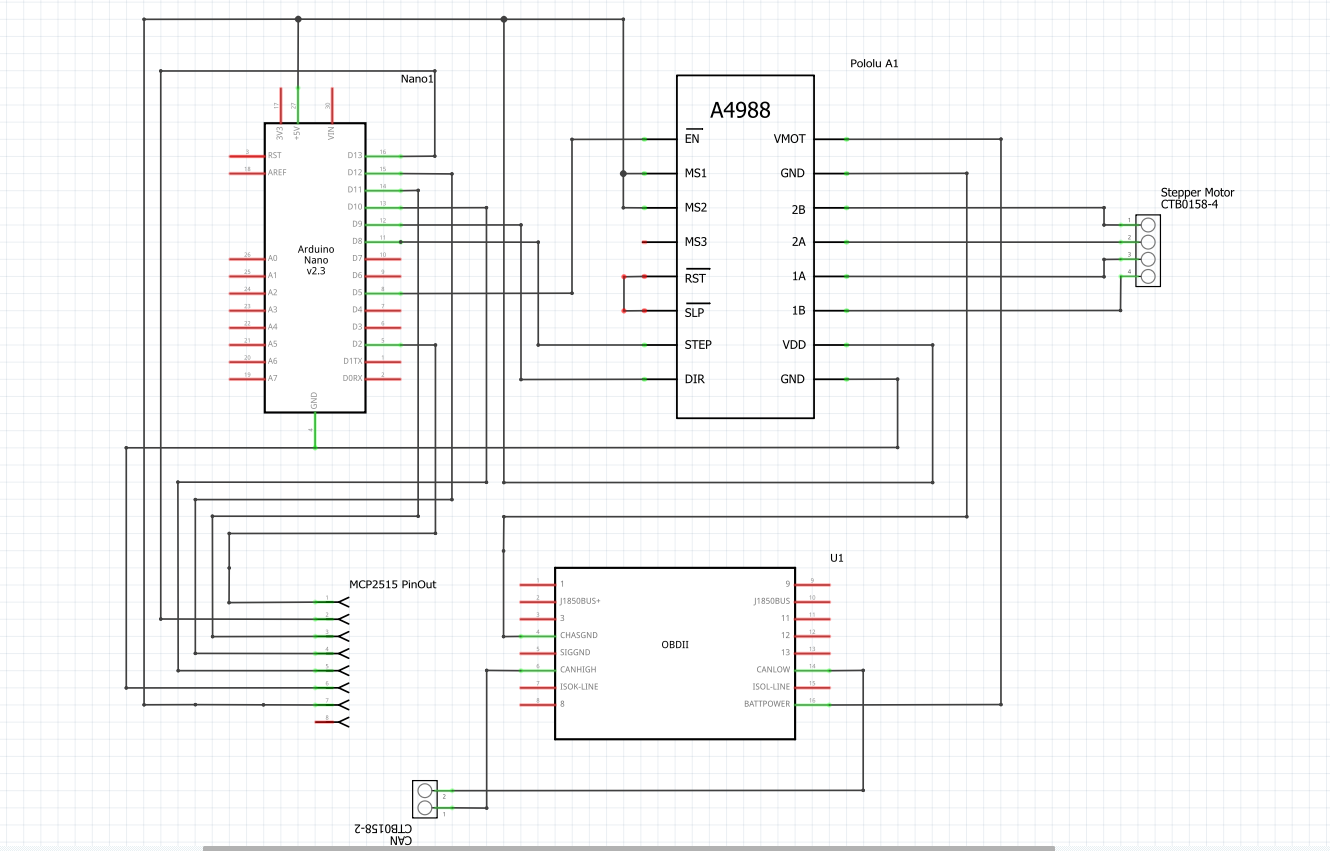 Nano1
17
27
30
3V3
+5V
VIN
3
RST
18
AREF
D13
16
D12
15
D11
14
D10
13
D9
12
D8
11
Arduino
Nano
v2.3
26
A0
25
A1
24
A2
23
A3
22
A4
21
A5
20
A6
19
A7
D7
10
D6
9
D5
8
D4
7
D3
6
D2
5
D1TX
1
D0RX
2
GND
4
Pololu A1
A4988
EN
MS1
MS2
MS3
RST
SLP
STEP
DIR
VMOT
GND
2B
2A
1A
1B
VDD
GND
Stepper Motor
CTB0158-4
1
2
3
4
MCP2515 PinOut
1
2
3
4
5
6
7
8
U1
OBDII
1
1
2
J1850BUS+
3
3
4
CHASGND
5
SIGGND
6
CANHIGH
7
ISOK-LINE
8
8
9
9
J1850BUS
10
11
11
12
12
13
13
CANLOW
14
ISOL-LINE
15
BATTPOWER
16
2
1
CTB0158-2
CAN